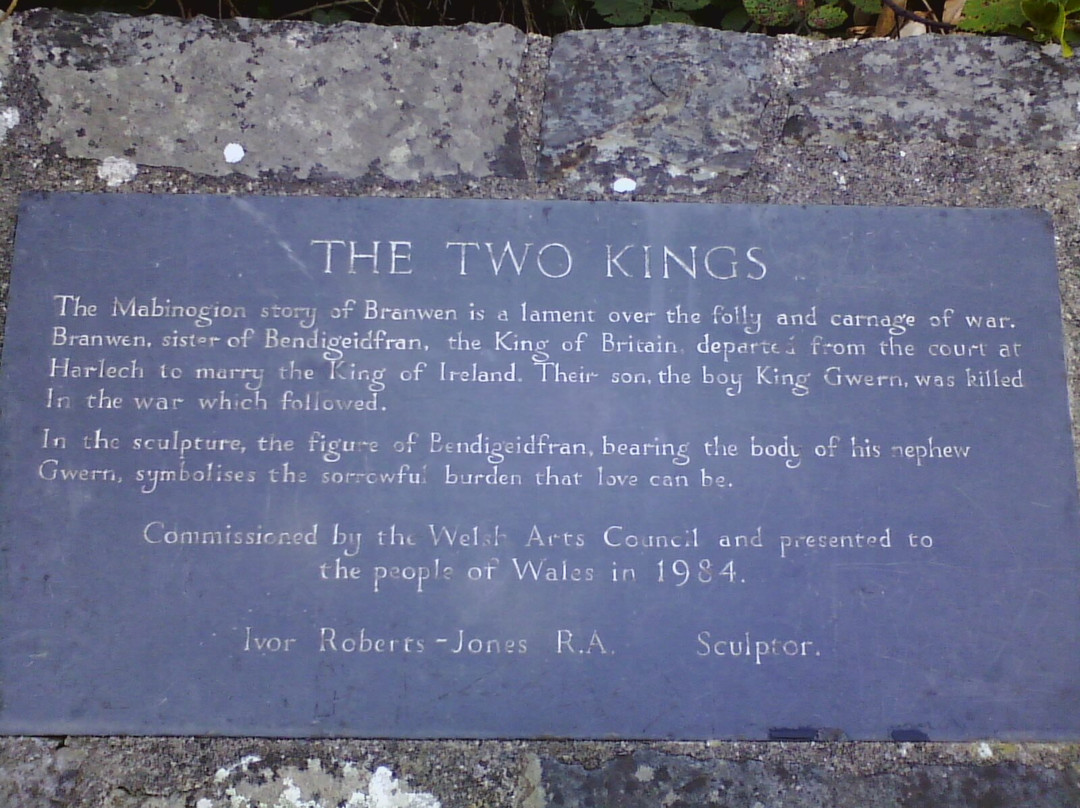 THE TWO KINGS
The Mabinogion story of Branwen is a lament over the folly and carnage of war.
Branwen, sister of Bendigeidfran, the King of Britain, departed from the court at
Harlech to marry the King of Ireland. Their son, the boy King Gwern, was killed
In the war which followed.
In the sculpture, the figure of Bendigeidfran, bearing the body of his nephew
Gwern, symbolises the sorrowful burden that love can be.
Commissioned by the Welsh Arts Council and presented to
the people of Wales in 1984.
Ivor Roberts-Jones R.A. Sculptor.